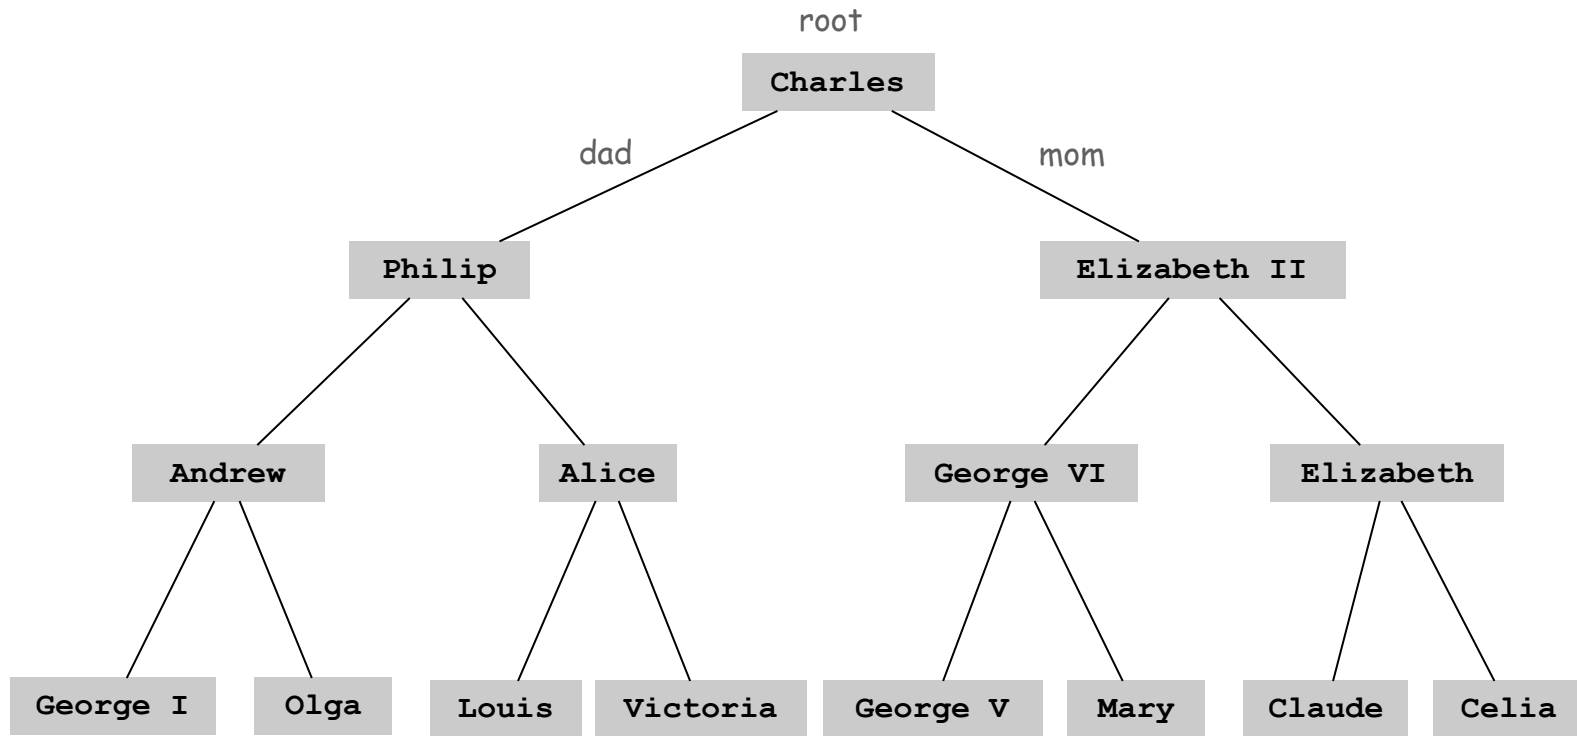 root
Charles
dad
mom
Philip
Elizabeth II
Andrew
Alice
George VI
Elizabeth
George I
Olga
Louis
Victoria
George V
Mary
Claude
Celia